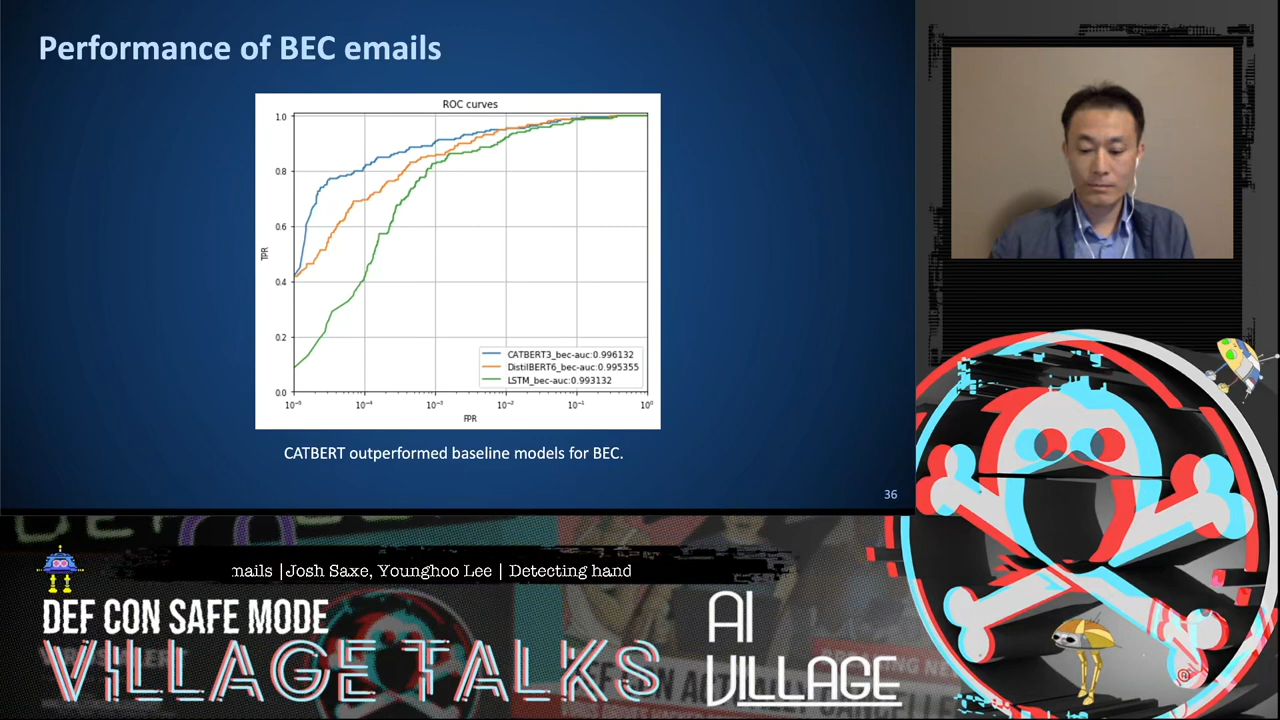 Performance of BEC emails
ROC curves
1.0
0.8
0.6
0.4
0.2
0.0
TPR
10⁻⁵ 10⁻⁴ 10⁻³ 10⁻² 10⁻¹ 10⁰
FPR
CATBERT3_bec-auc:0.996132
DistilBERT6_bec-auc:0.995355
LSTM_bec-auc:0.993132
CATBERT outperformed baseline models for BEC.
36
mails | Josh Saxe, Younghoo Lee | Detecting hand
DEF CON SAFE MODE
VILLAGE TALKS
AI
VILLAGE